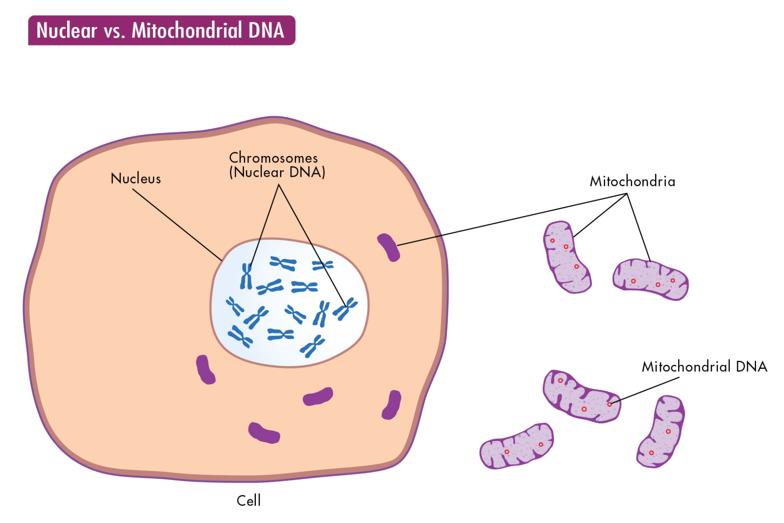 Nuclear vs. Mitochondrial DNA
Chromosomes
(Nuclear DNA)
Nucleus
Mitochondria
Mitochondrial DNA
Cell